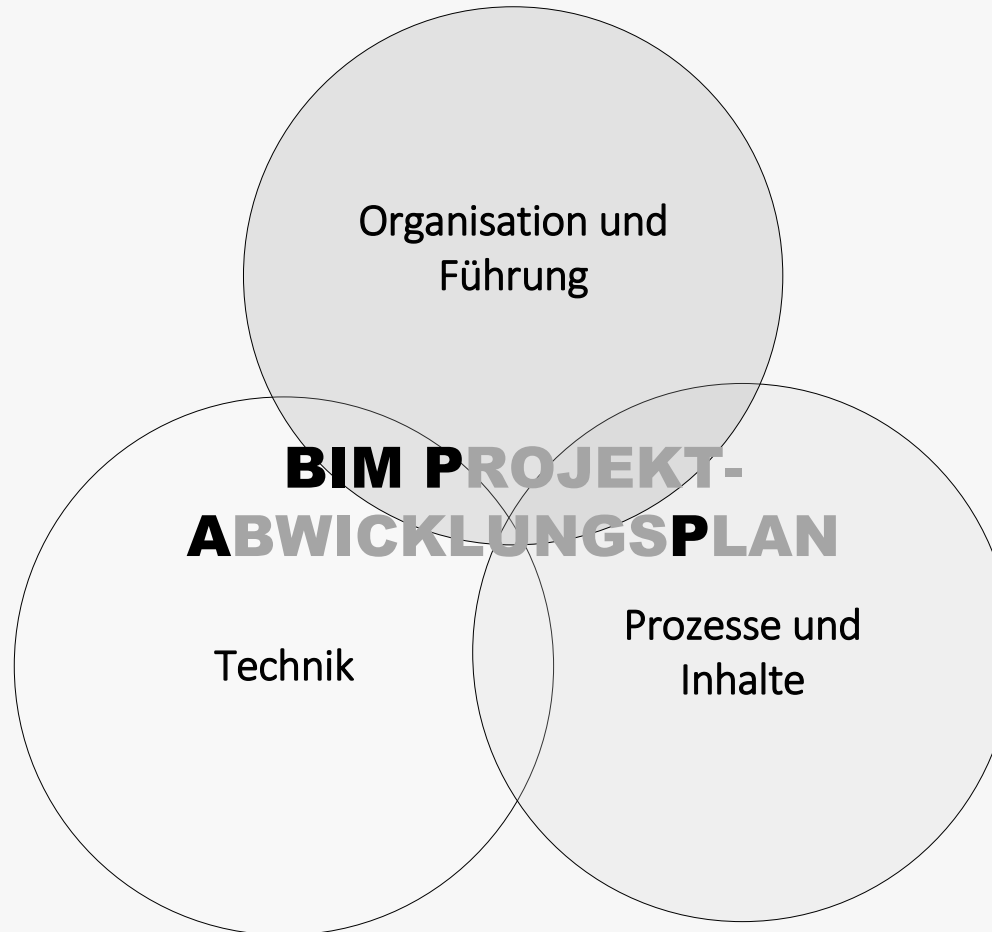 Organisation und
Führung
BIM PROJEKT-
ABWICKLUNGSPLAN
Technik
Prozesse und
Inhalte